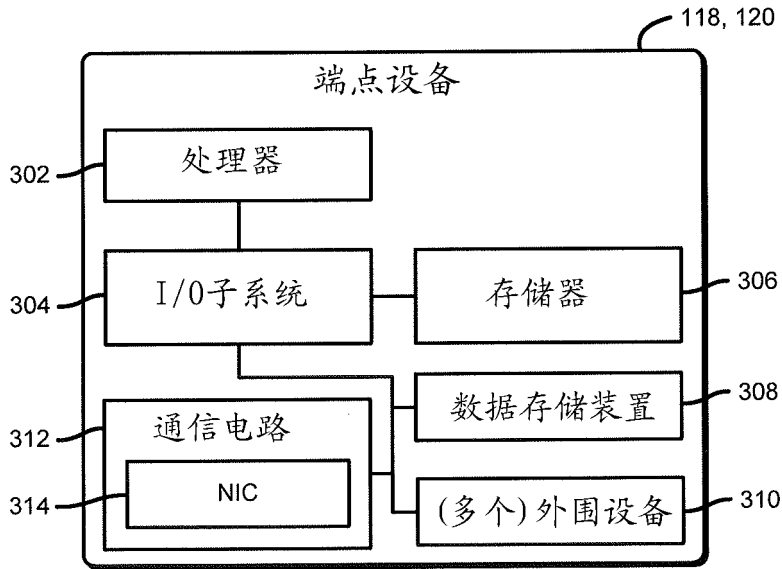 118, 120
端点设备
302
处理器
304
I/O子系统
存储器
306
数据存储装置
308
312
通信电路
314
NIC
(多个)外围设备
310